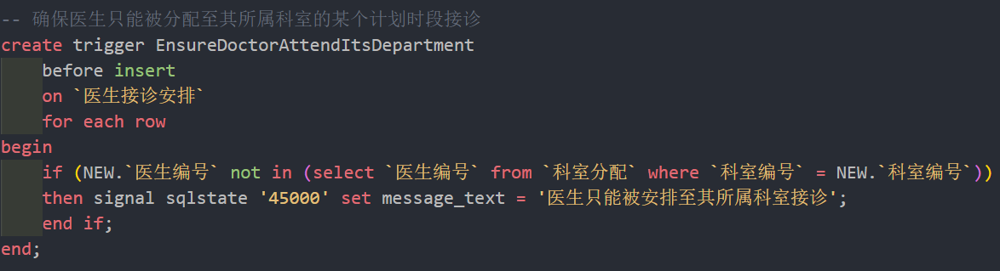 -- 确保医生只能被分配至其所属科室的某个计划时段接诊
create trigger EnsureDoctorAttendItsDepartment
    before insert
    on `医生接诊安排`
    for each row
begin
    if (NEW.`医生编号` not in (select `医生编号` from `科室分配` where `科室编号` = NEW.`科室编号`))
    then signal sqlstate '45000' set message_text = '医生只能被安排至其所属科室接诊';
    end if;
end;